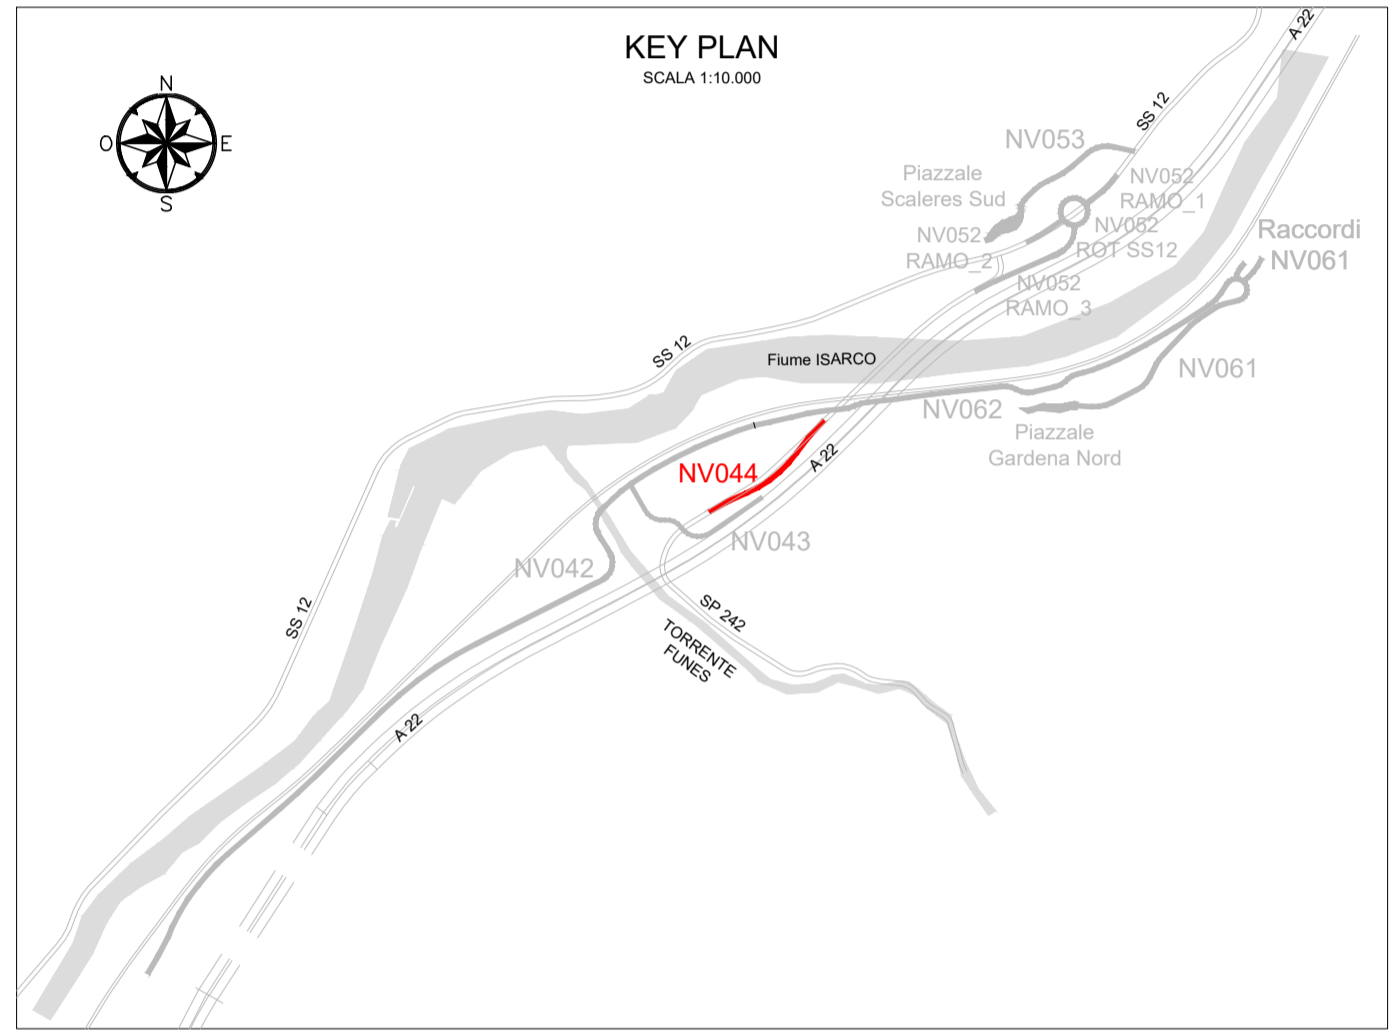 KEY PLAN
SCALA 1:10.000
N
O
E
S
A 22
SS 12
NV053
Piazzale
Scaleres Sud
NV052
RAMO_1
NV052
ROT SS12
NV052
RAMO_2
Raccordi
NV061
NV052
RAMO_3
SS 12
Fiume ISARCO
NV061
NV062
Piazzale
Gardena Nord
A 22
NV044
NV043
NV042
SS 12
SP 242
TORRENTE
FUNES
A 22